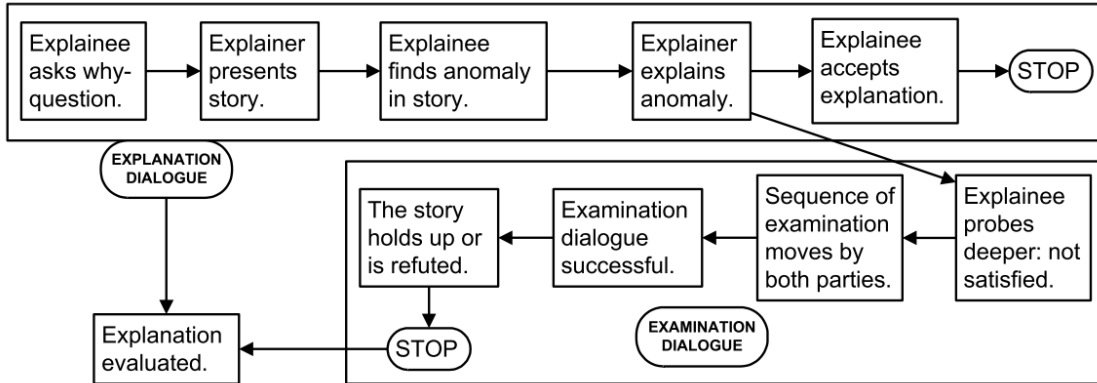 Explainee
asks why-
question.
Explainer
presents
story.
Explainee
finds anomaly
in story.
Explainer
explains
anomaly.
Explainee
accepts
explanation.
STOP
EXPLANATION
DIALOGUE
The story
holds up or
is refuted.
Examination
dialogue
successful.
Sequence of
examination
moves by
both parties.
Explainee
probes
deeper: not
satisfied.
Explanation
evaluated.
STOP
EXAMINATION
DIALOGUE